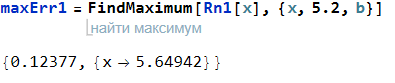 maxErr1 = FindMaximum[Rn1[x], {x, 5.2, b}]
найти максимум
{0.12377, {x → 5.64942}}